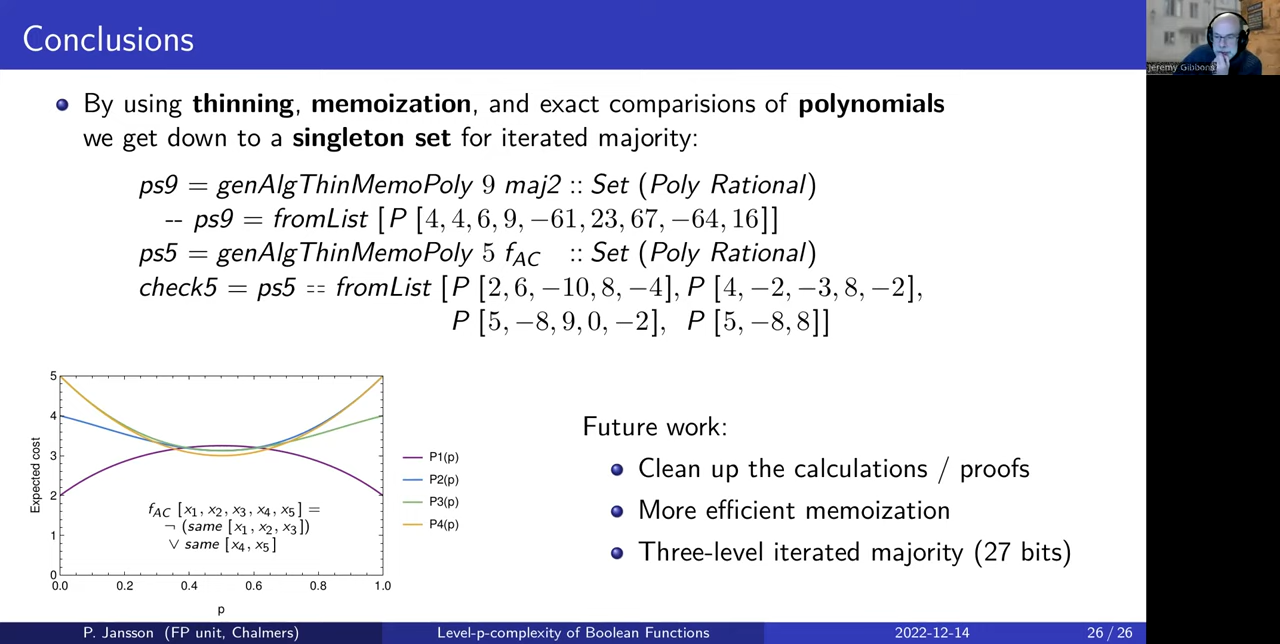 Conclusions
Jeremy Gibbons
By using thinning, memoization, and exact comparisions of polynomials
we get down to a singleton set for iterated majority:
ps9 = genAlgThinMemoPoly 9 maj2 :: Set (Poly Rational)
-- ps9 = fromList [P [4, 4, 6, 9, −61, 23, 67, −64, 16]]
ps5 = genAlgThinMemoPoly 5 f_AC :: Set (Poly Rational)
check5 = ps5 == fromList [P [2, 6, −10, 8, −4], P [4, −2, −3, 8, −2],
P [5, −8, 9, 0, −2], P [5, −8, 8]]
5
4
3
2
1
0
Expected cost
0.0 0.2 0.4 0.6 0.8 1.0
p
f_AC [x₁, x₂, x₃, x₄, x₅] =
¬ (same [x₁, x₂, x₃])
∨ same [x₄, x₅]
P1(p)
P2(p)
P3(p)
P4(p)
Future work:
Clean up the calculations / proofs
More efficient memoization
Three-level iterated majority (27 bits)
P. Jansson (FP unit, Chalmers) Level-p-complexity of Boolean Functions 2022-12-14 26 / 26